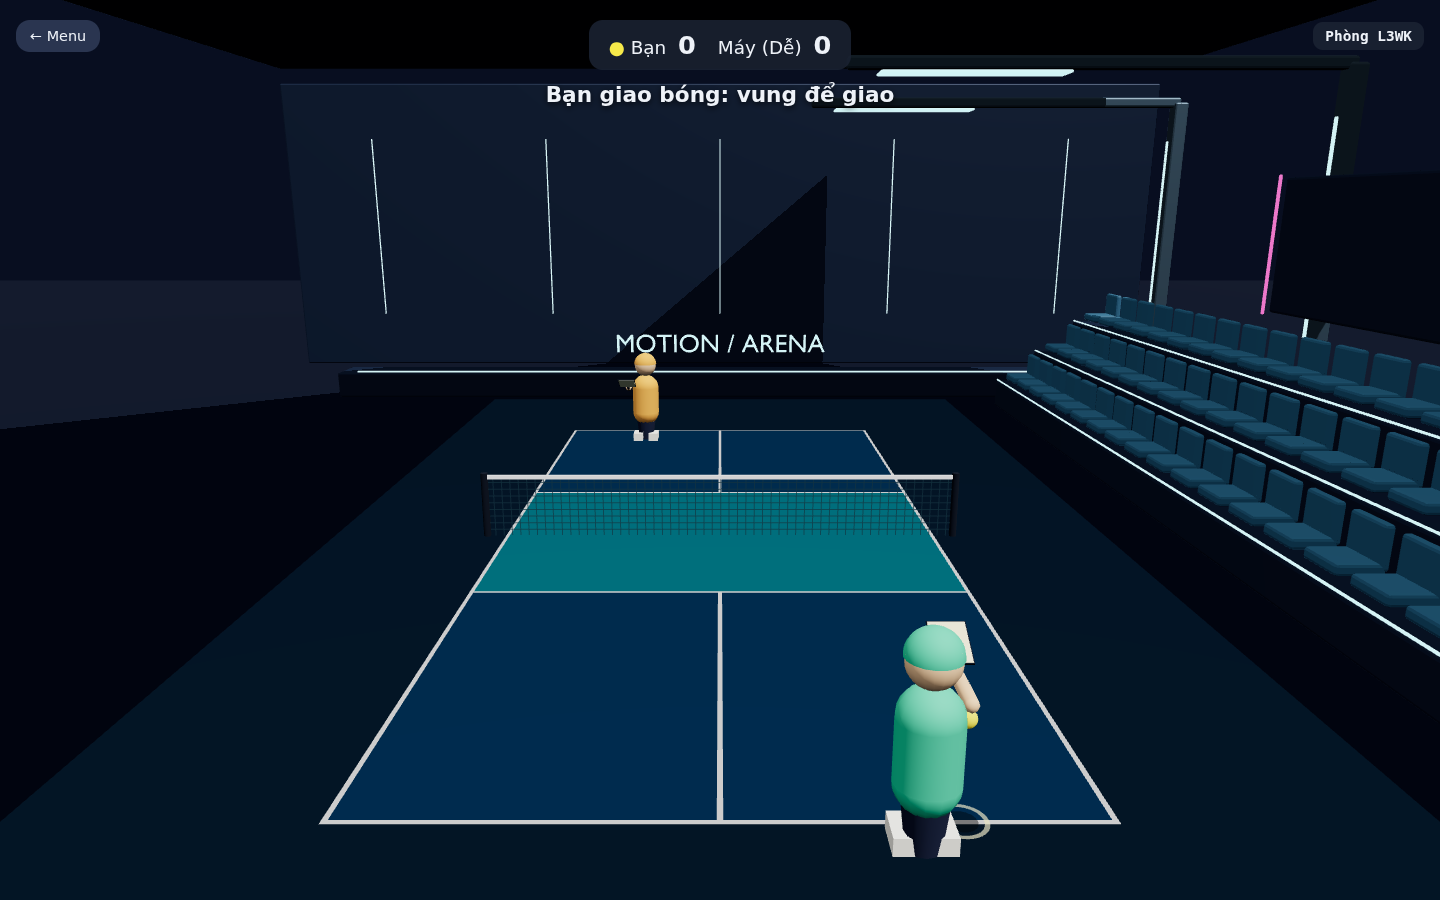 ← Menu
Bạn 0 Máy (Dễ) 0
Phòng L3WK
Bạn giao bóng: vung để giao
MOTION / ARENA